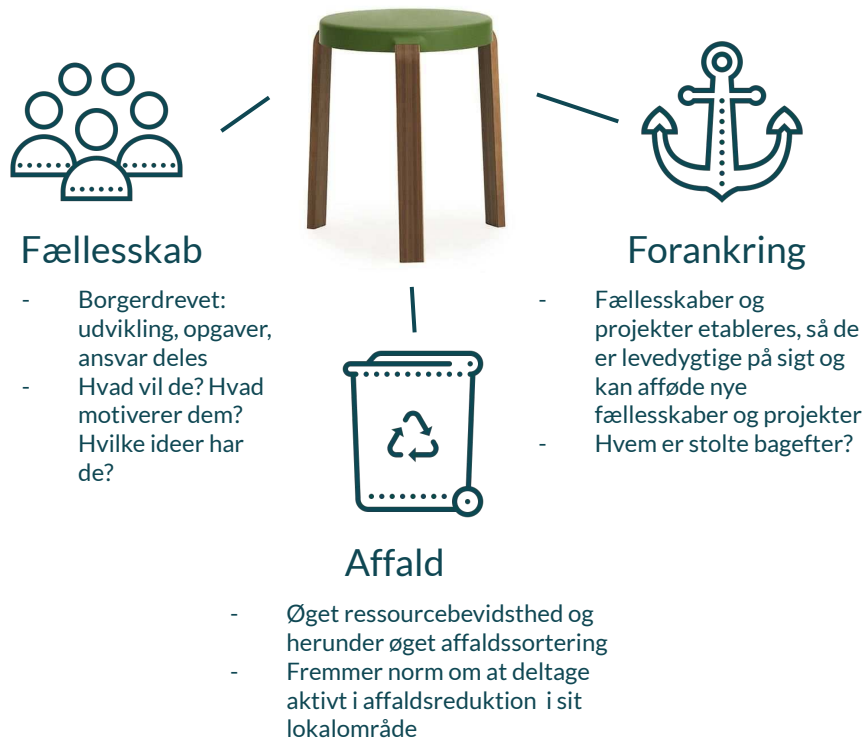 Fællesskab
- Borgerdrevet:
udvikling, opgaver,
ansvar deles
- Hvad vil de? Hvad
motiverer dem?
Hvilke ideer har
de?
Forankring
- Fællesskaber og
projekter etableres, så de
er levedygtige på sigt og
kan afføde nye
fællesskaber og projekter
- Hvem er stolte bagefter?
Affald
- Øget ressourcebevidsthed og
herunder øget affaldssortering
- Fremmer norm om at deltage
aktivt i affaldsreduktion i sit
lokalområde